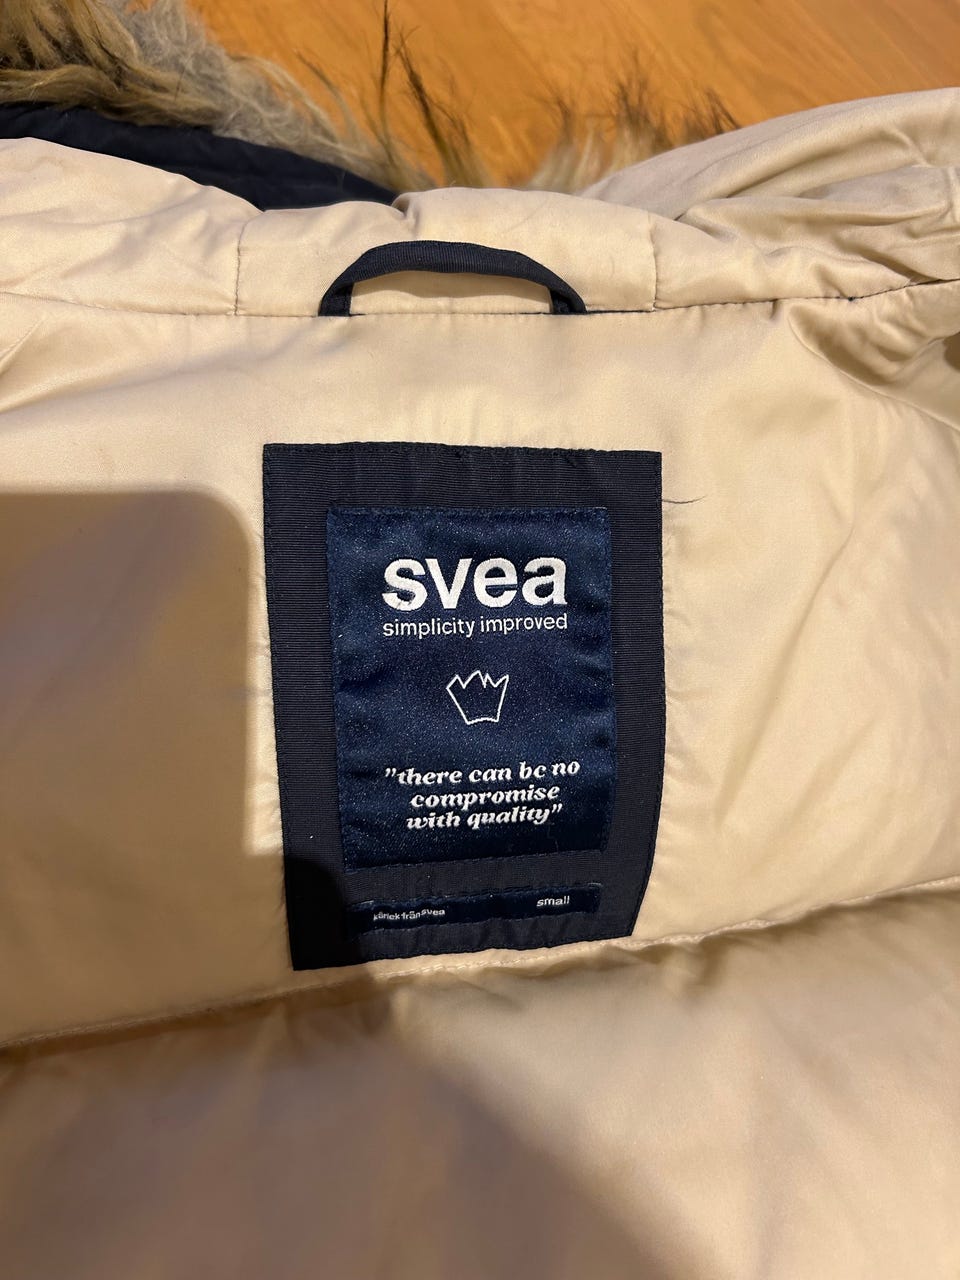 svea
simplicity improved
"there can be no
compromise
with quality"
kärlek från svea
small